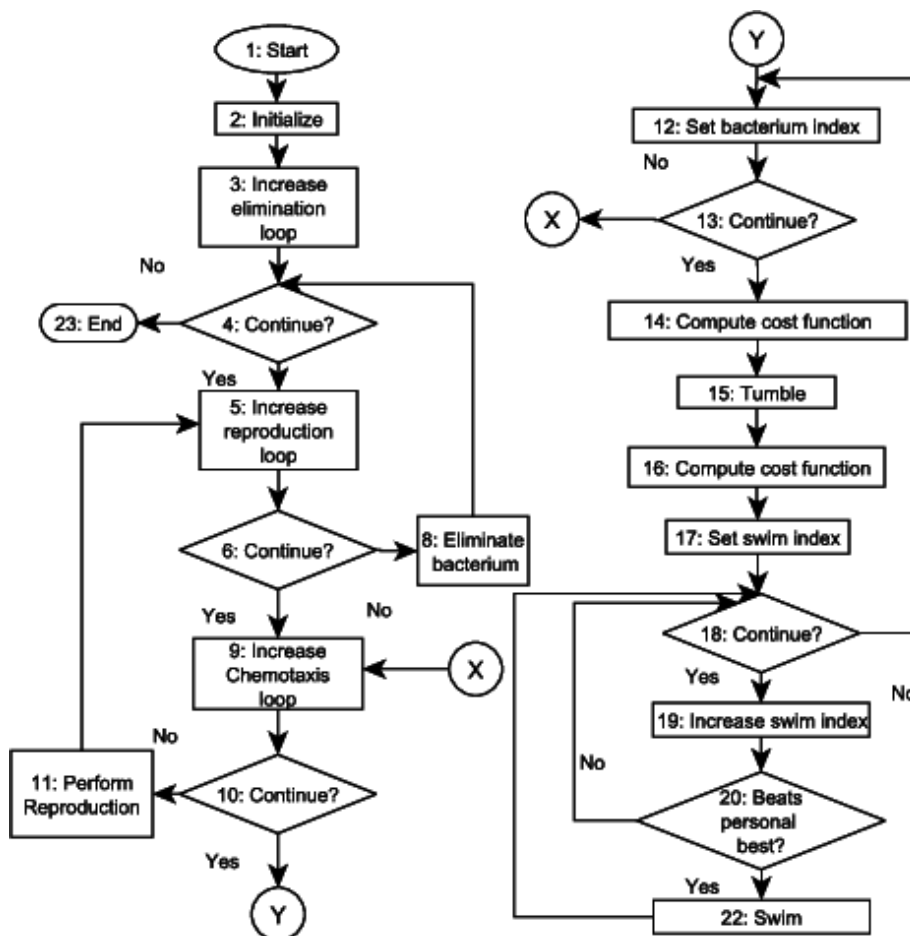 1: Start
2: Initialize
3: Increase
elimination
loop
No
4: Continue?
23: End
Yes
5: Increase
reproduction
loop
6: Continue?
8: Eliminate
bacterium
Yes
No
9: Increase
Chemotaxis
loop
X
No
11: Perform
Reproduction
10: Continue?
Yes
Y
Y
12: Set bacterium index
No
X
13: Continue?
Yes
14: Compute cost function
15: Tumble
16: Compute cost function
17: Set swim index
18: Continue?
Yes
No
19: Increase swim index
No
20: Beats
personal
best?
Yes
22: Swim